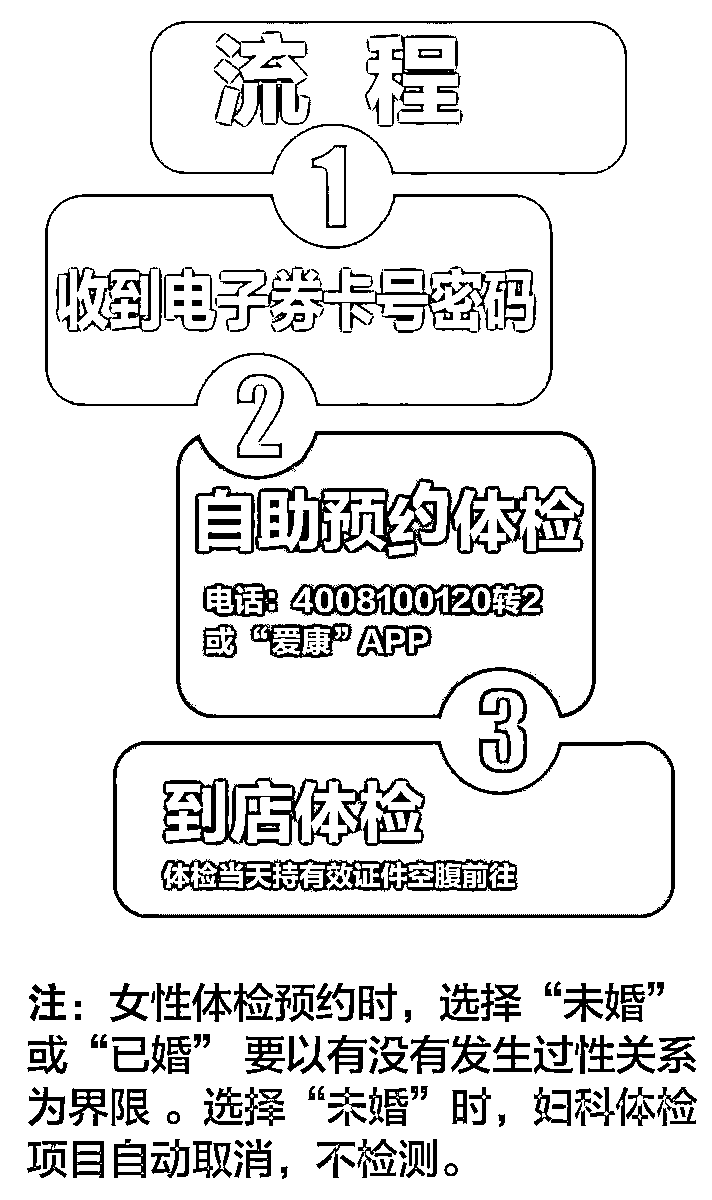 流 程
1
收到电子券卡号密码
2
自助预约体检
电话：4008100120转2
或“爱康”APP
3
到店体检
体检当天持有效证件空腹前往
注：女性体检预约时，选择“未婚”
或“已婚” 要以有没有发生过性关系
为界限。选择“未婚”时，妇科体检
项目自动取消，不检测。